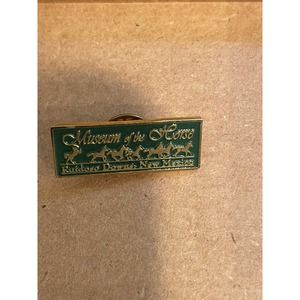 Museum of the Horse
Ruidoso Downs, New Mexico